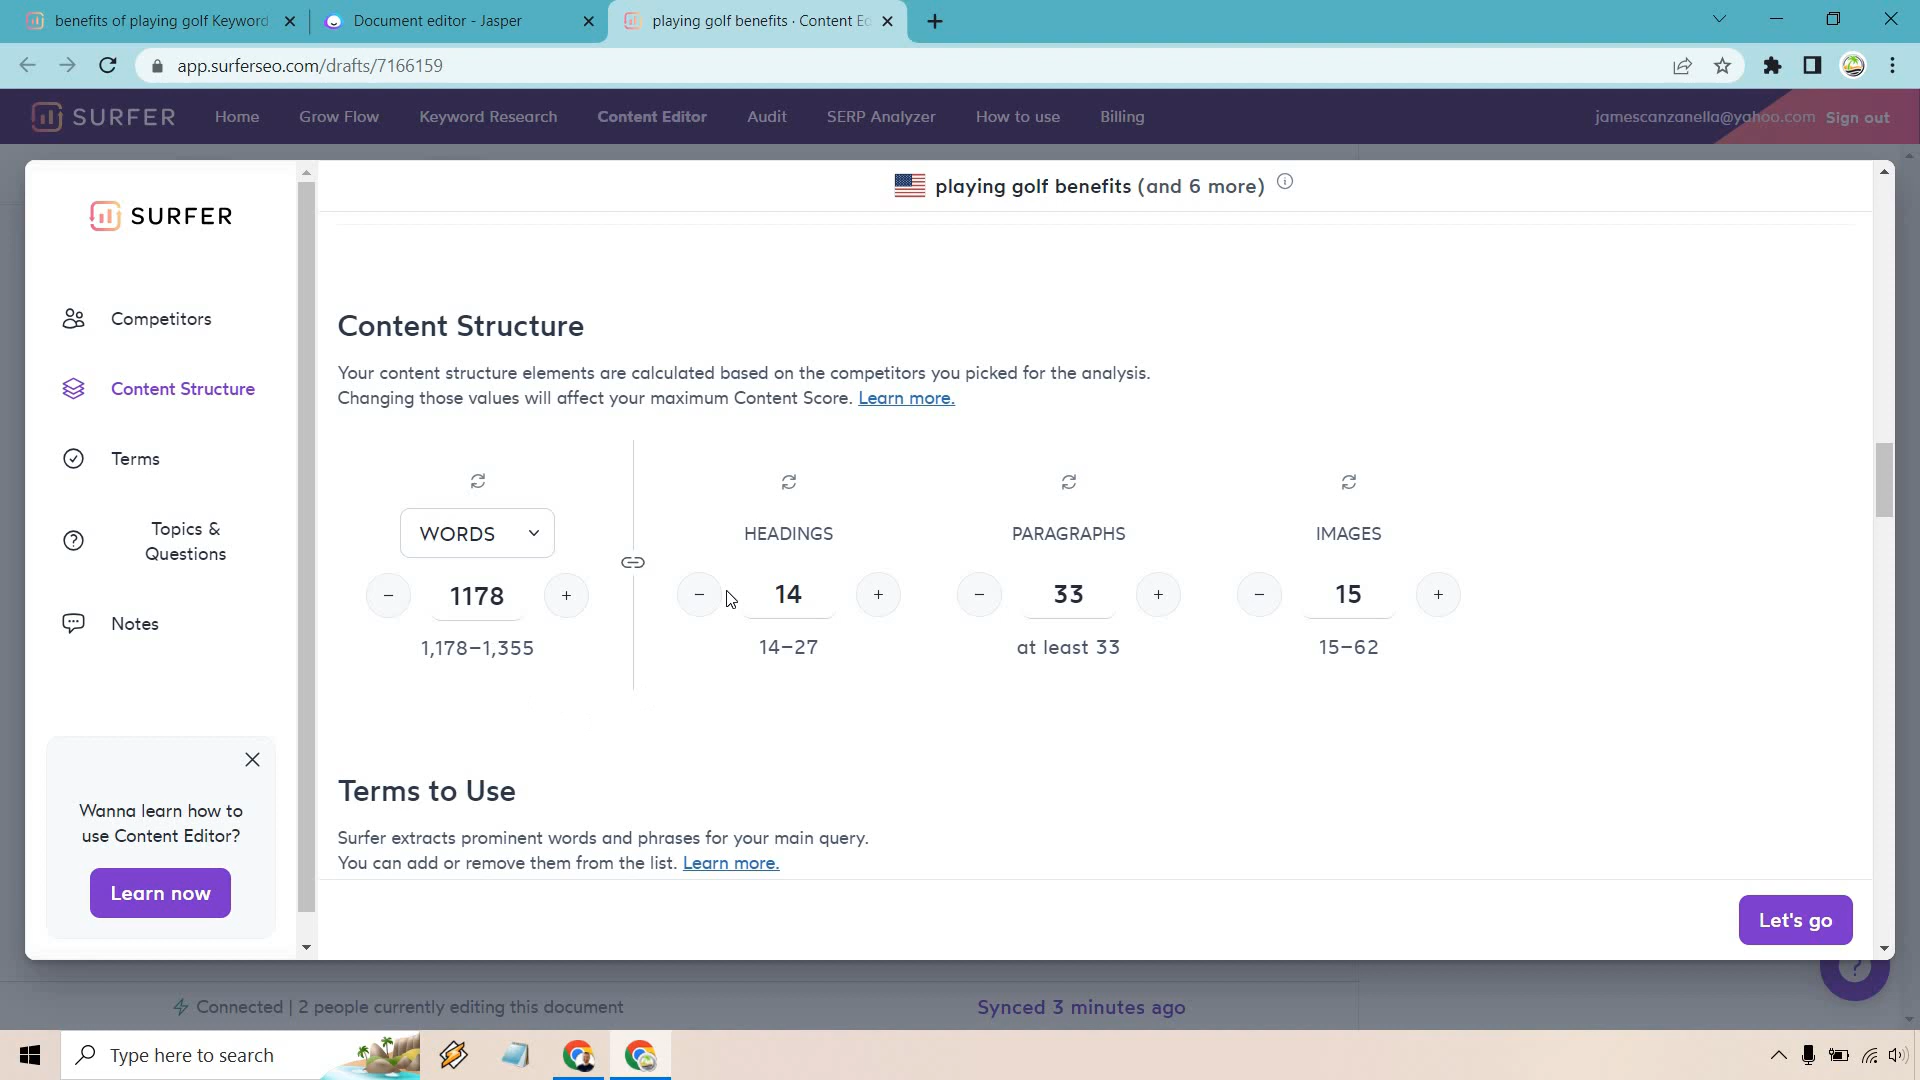 benefits of playing golf Keyword
Document editor - Jasper
playing golf benefits · Content Ed
app.surferseo.com/drafts/7166159
SURFER
Home
Grow Flow
Keyword Research
Content Editor
Audit
SERP Analyzer
How to use
Billing
jamescanzanella@yahoo.com
Sign out
SURFER
Competitors
Content Structure
Terms
Topics &
Questions
Notes
Wanna learn how to
use Content Editor?
Learn now
playing golf benefits (and 6 more)
Content Structure
Your content structure elements are calculated based on the competitors you picked for the analysis.
Changing those values will affect your maximum Content Score. Learn more.
WORDS
HEADINGS
PARAGRAPHS
IMAGES
− 1178 +
− 14 +
− 33 +
− 15 +
1,178–1,355
14–27
at least 33
15–62
Terms to Use
Surfer extracts prominent words and phrases for your main query.
You can add or remove them from the list. Learn more.
Let's go
Connected | 2 people currently editing this document
Synced 3 minutes ago
Type here to search